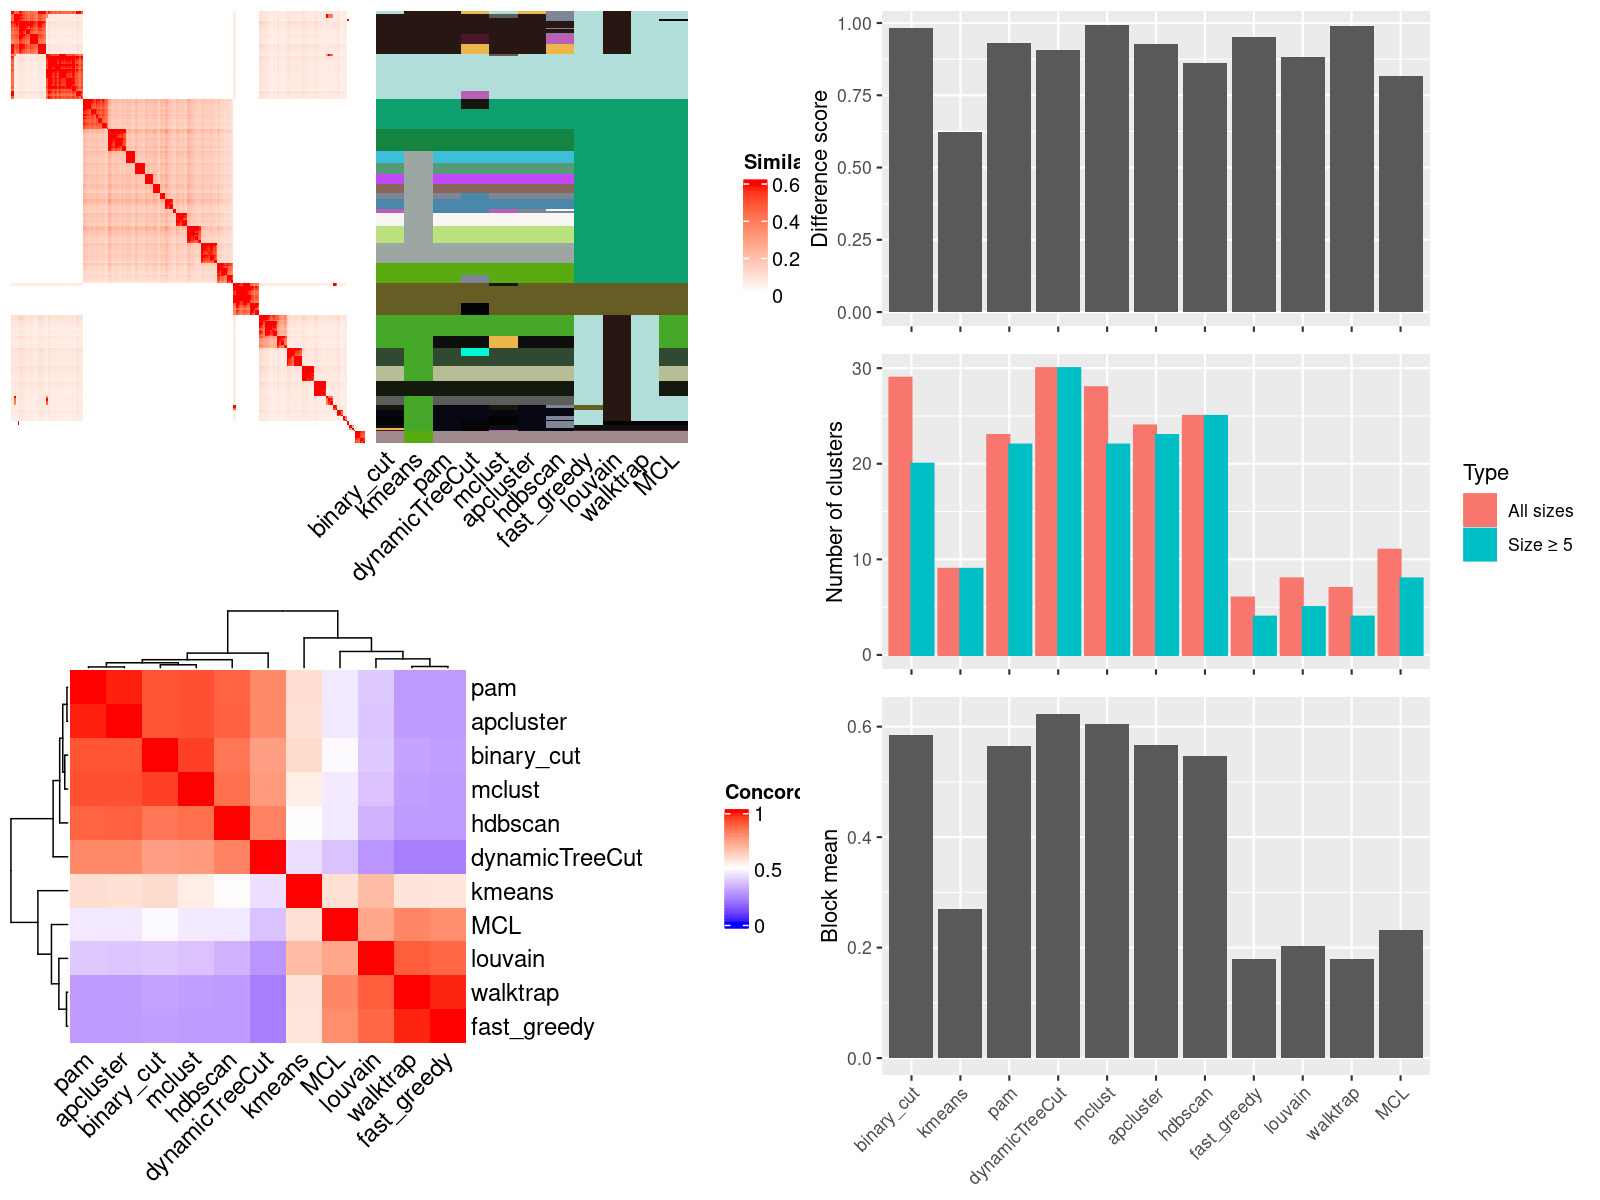 Simila
0.6
0.4
0.2
0
binary_cut
kmeans
pam
dynamicTreeCut
mclust
apcluster
hdbscan
fast_greedy
louvain
walktrap
MCL
Difference score
1.00
0.75
0.50
0.25
0.00
Number of clusters
30
20
10
0
Type
All sizes
Size ≥ 5
pam
apcluster
binary_cut
mclust
hdbscan
dynamicTreeCut
kmeans
MCL
louvain
walktrap
fast_greedy
pam
apcluster
binary_cut
mclust
hdbscan
dynamicTreeCut
kmeans
MCL
louvain
walktrap
fast_greedy
Concord
1
0.5
0
Block mean
0.6
0.4
0.2
0.0
binary_cut
kmeans
pam
dynamicTreeCut
mclust
apcluster
hdbscan
fast_greedy
louvain
walktrap
MCL